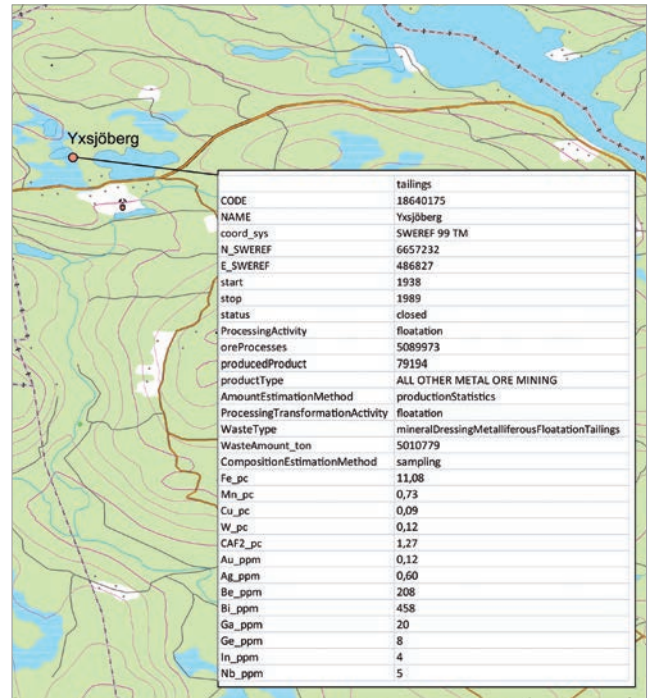 Yxsjöberg
tailings
CODE 18640175
NAME Yxsjöberg
coord_sys SWEREF 99 TM
N_SWEREF 6657232
E_SWEREF 486827
start 1938
stop 1989
status closed
ProcessingActivity floatation
oreProcesses 5089973
producedProduct 79194
productType ALL OTHER METAL ORE MINING
AmountEstimationMethod productionStatistics
ProcessingTransformationActivity floatation
WasteType mineralDressingMetalliferousFloatationTailings
WasteAmount_ton 5010779
CompositionEstimationMethod sampling
Fe_pc 11,08
Mn_pc 0,73
Cu_pc 0,09
W_pc 0,12
CAF2_pc 1,27
Au_ppm 0,12
Ag_ppm 0,60
Be_ppm 208
Bi_ppm 458
Ga_ppm 20
Ge_ppm 8
In_ppm 4
Nb_ppm 5